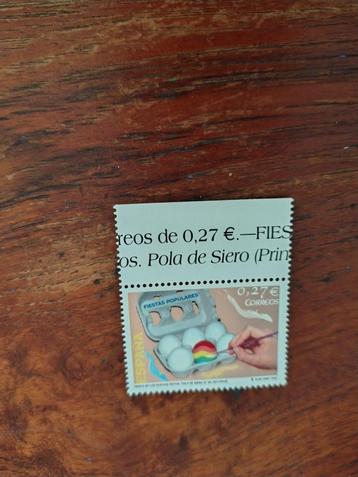 reos de 0,27 €.—FIES
os. Pola de Siero (Prin
0,27€
CORREOS
FIESTAS POPULARES
ESPAÑA